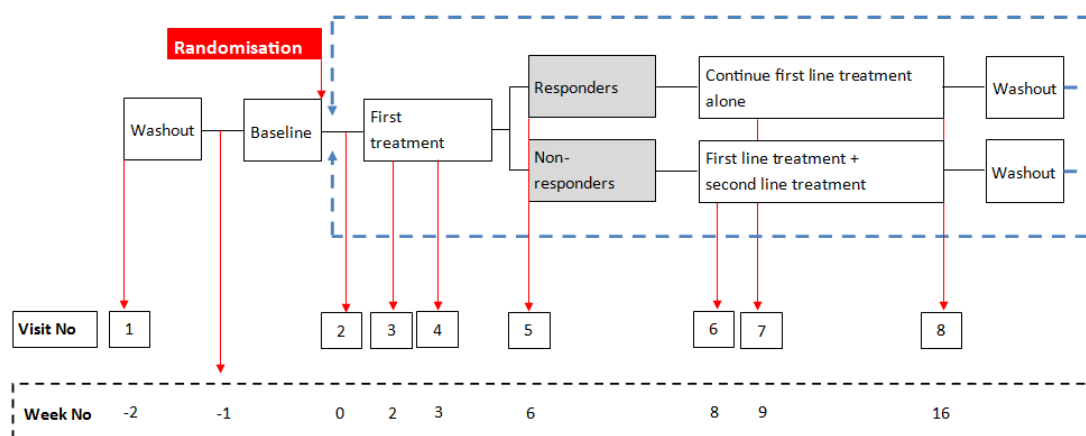 Randomisation
Washout
Baseline
First
treatment
Responders
Continue first line treatment
alone
Washout
Non-
responders
First line treatment +
second line treatment
Washout
Visit No 1 2 3 4 5 6 7 8
Week No -2 -1 0 2 3 6 8 9 16